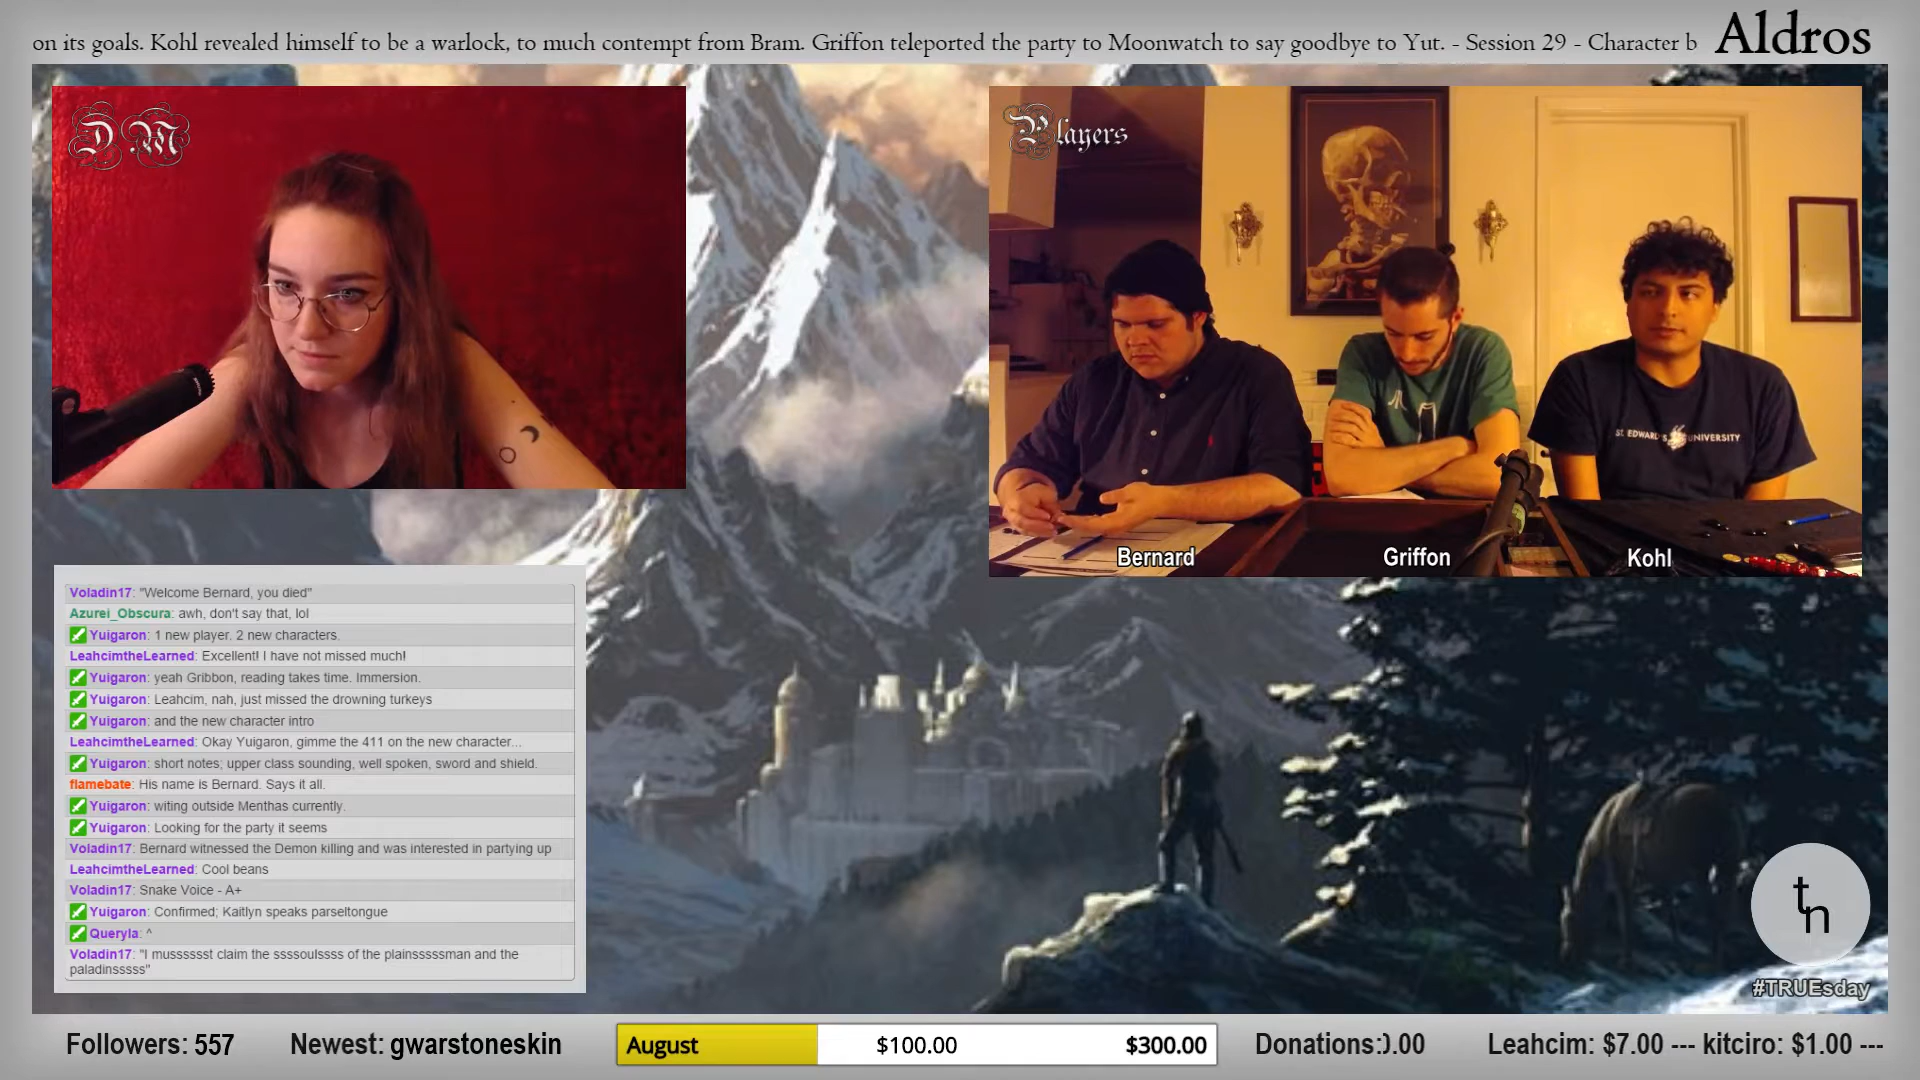 on its goals. Kohl revealed himself to be a warlock, to much contempt from Bram. Griffon teleported the party to Moonwatch to say goodbye to Yut. - Session 29 - Character b
Aldros
DM
Players
ST. EDWARD'S UNIVERSITY
Bernard
Griffon
Kohl
Voladin17: "Welcome Bernard, you died"
Azurei_Obscura: awh, don't say that, lol
Yuigaron: 1 new player. 2 new characters.
LeahcimtheLearned: Excellent! I have not missed much!
Yuigaron: yeah Gribbon, reading takes time. Immersion.
Yuigaron: Leahcim, nah, just missed the drowning turkeys
Yuigaron: and the new character intro
LeahcimtheLearned: Okay Yuigaron, gimme the 411 on the new character...
Yuigaron: short notes; upper class sounding, well spoken, sword and shield.
flamebate: His name is Bernard. Says it all.
Yuigaron: witing outside Menthas currently.
Yuigaron: Looking for the party it seems
Voladin17: Bernard witnessed the Demon killing and was interested in partying up
LeahcimtheLearned: Cool beans
Voladin17: Snake Voice - A+
Yuigaron: Confirmed; Kaitlyn speaks parseltongue
Queryla: ^
Voladin17: "I musssssst claim the ssssoulssss of the plainsssssman and the
paladinsssss"
tn
#TRUEsday
Followers: 557
Newest: gwarstoneskin
August
$100.00
$300.00
Donations:0.00
Leahcim: $7.00 --- kitciro: $1.00 ---